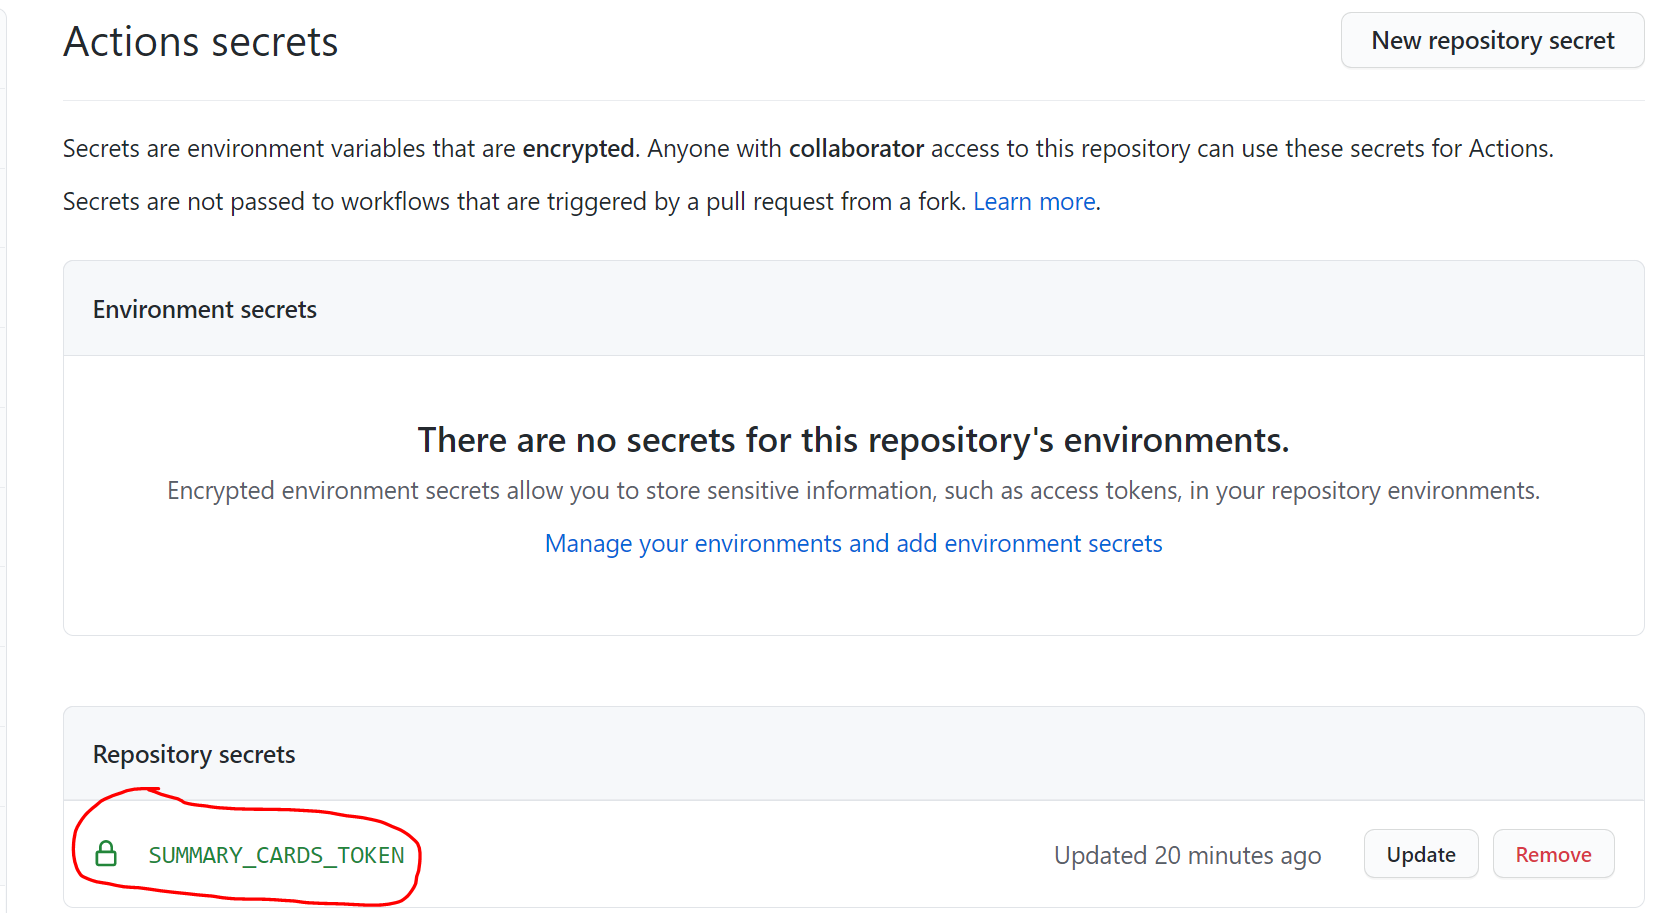 Actions secrets
New repository secret
Secrets are environment variables that are encrypted. Anyone with collaborator access to this repository can use these secrets for Actions.
Secrets are not passed to workflows that are triggered by a pull request from a fork. Learn more.
Environment secrets
There are no secrets for this repository's environments.
Encrypted environment secrets allow you to store sensitive information, such as access tokens, in your repository environments.
Manage your environments and add environment secrets
Repository secrets
SUMMARY_CARDS_TOKEN
Updated 20 minutes ago
Update
Remove